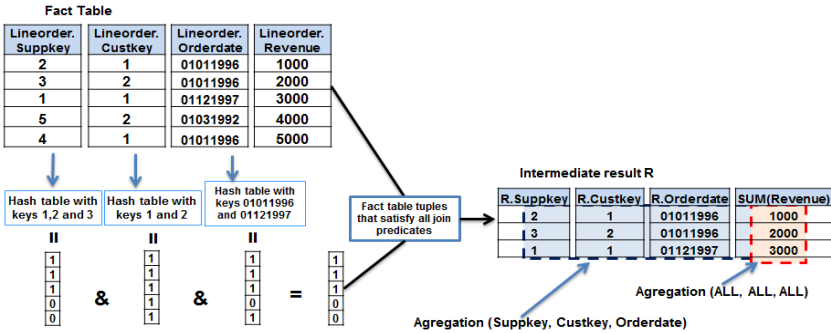 Fact Table
Lineorder. Lineorder. Lineorder. Lineorder.
Suppkey Custkey Orderdate Revenue
2 1 01011996 1000
3 2 01011996 2000
1 1 01121997 3000
5 2 01031992 4000
4 1 01011996 5000
Hash table with
keys 1,2 and 3
Hash table with
keys 1 and 2
Hash table with
keys 01011996
and 01121997
Fact table tuples
that satisfy all join
predicates
Intermediate result R
R.Suppkey R.Custkey R.Orderdate SUM(Revenue)
2 1 01011996 1000
3 2 01011996 2000
1 1 01121997 3000
= = =
1 1 1 1
1 1 1 1
1 & 1 & 1 = 1
0 1 0 0
0 1 1 0
Agregation (ALL, ALL, ALL)
Agregation (Suppkey, Custkey, Orderdate)